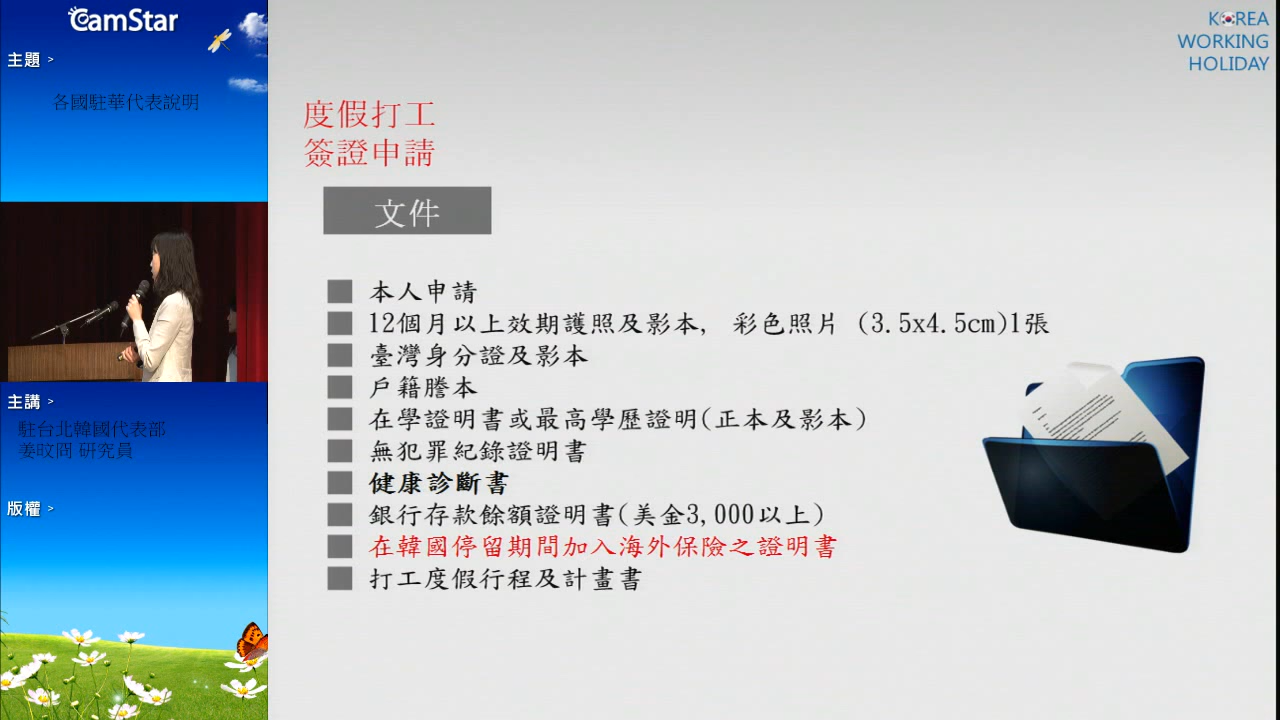 CamStar
主題 >
各國駐華代表說明
主講 >
駐台北韓國代表部
姜旼冏 研究員
版權 >
KOREA
WORKING
HOLIDAY
度假打工
簽證申請
文件
本人申請
12個月以上效期護照及影本, 彩色照片 (3.5x4.5cm)1張
臺灣身分證及影本
戶籍謄本
在學證明書或最高學歷證明(正本及影本)
無犯罪紀錄證明書
健康診斷書
銀行存款餘額證明書(美金3,000以上)
在韓國停留期間加入海外保險之證明書
打工度假行程及計畫書